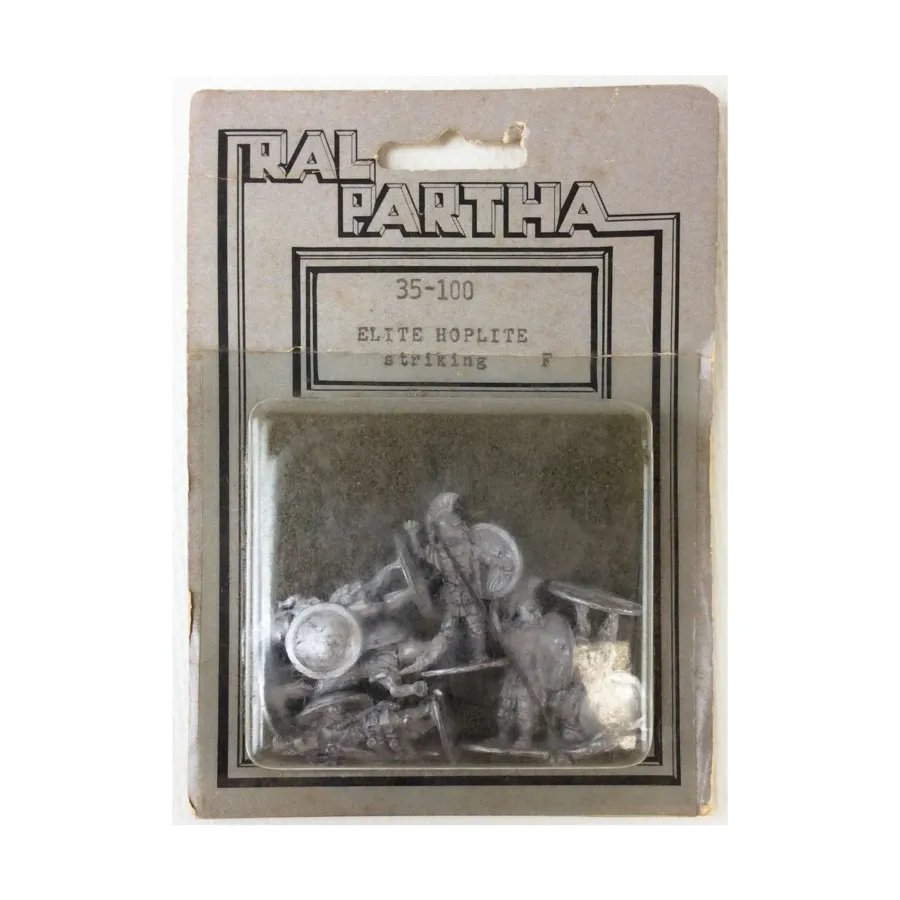 RAL
PARTHA
35-100
ELITE HOPLITE
striking F